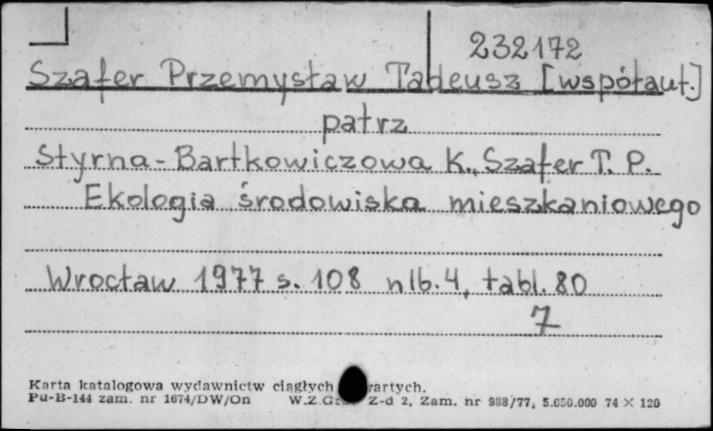 232172
Szafer Przemysław Tadeusz [współaut.]
patrz
Styrna-Bartkowiczowa K., Szafer T. P.
Ekologia środowiska mieszkaniowego
Wrocław 1977 s. 108 nlb. 4, tabl. 80
7
Karta katalogowa wydawnictw ciągłych
Pu-B-144 zam. nr 1674/DW/On W.Z.Gr. Z-d 2, Zam. nr 988/77, 5.050.000 74 × 120